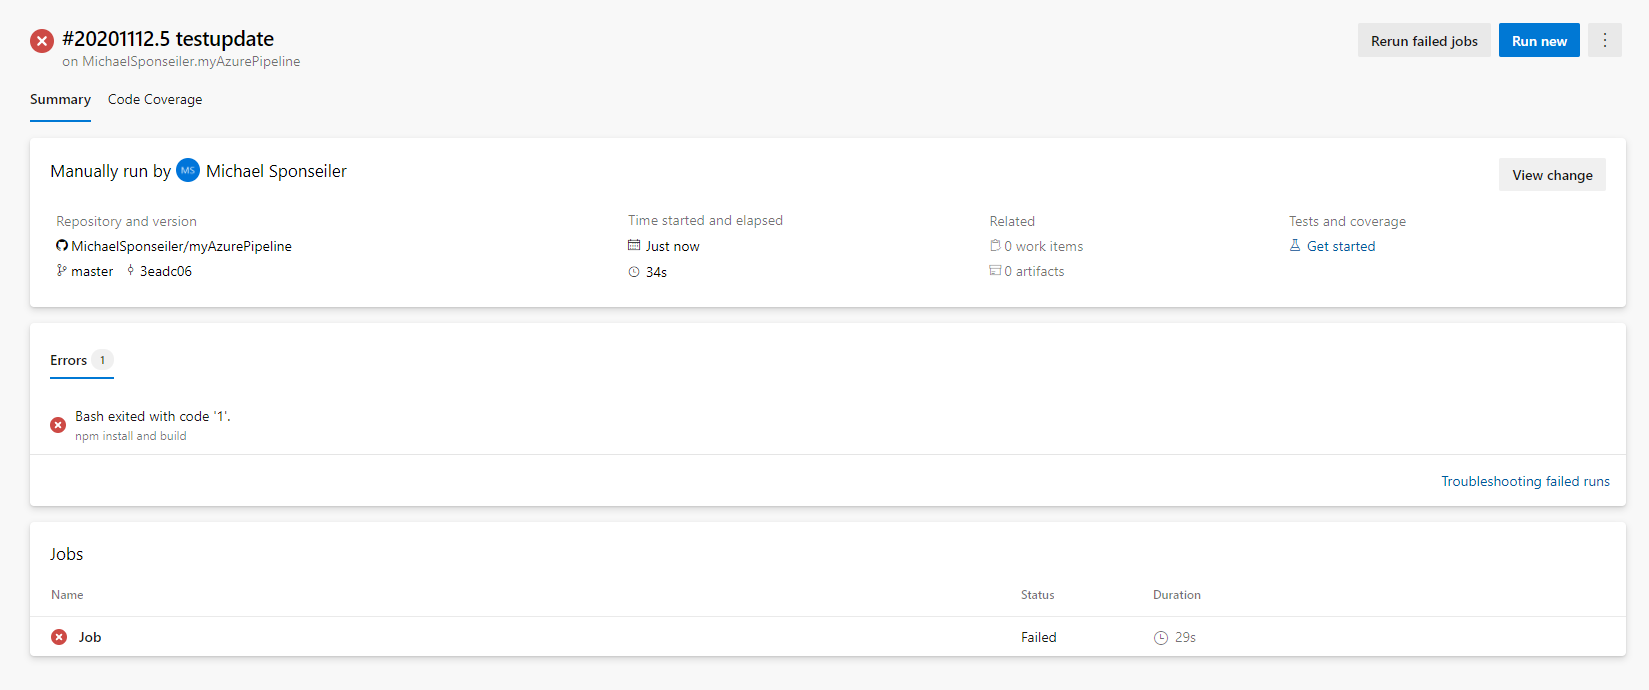 #20201112.5 testupdate
on MichaelSponseiler.myAzurePipeline
Rerun failed jobs
Run new
Summary
Code Coverage
Manually run by MS Michael Sponseiler
View change
Repository and version
MichaelSponseiler/myAzurePipeline
master 3eadc06
Time started and elapsed
Just now
34s
Related
0 work items
0 artifacts
Tests and coverage
Get started
Errors 1
Bash exited with code '1'.
npm install and build
Troubleshooting failed runs
Jobs
Name Status Duration
Job Failed 29s